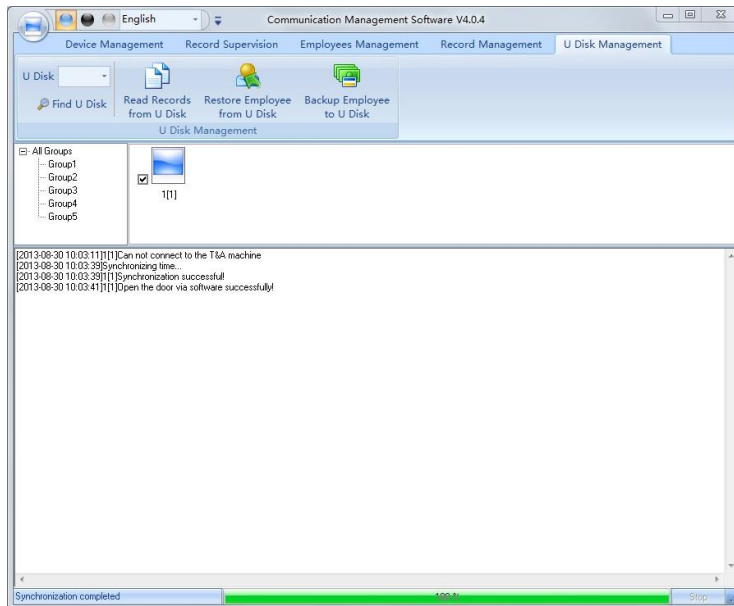 English
Communication Management Software V4.0.4
Device Management Record Supervision Employees Management Record Management U Disk Management
U Disk
Find U Disk
Read Records from U Disk
Restore Employee from U Disk
Backup Employee to U Disk
U Disk Management
All Groups
Group1
Group2
Group3
Group4
Group5
1[1]
[2013-08-30 10:03:11]1[1]Can not connect to the T&A machine
[2013-08-30 10:03:39]Synchronizing time...
[2013-08-30 10:03:39]1[1]Synchronization successful!
[2013-08-30 10:03:41]1[1]Open the door via software successfully!
Synchronization completed
100 %
Stop